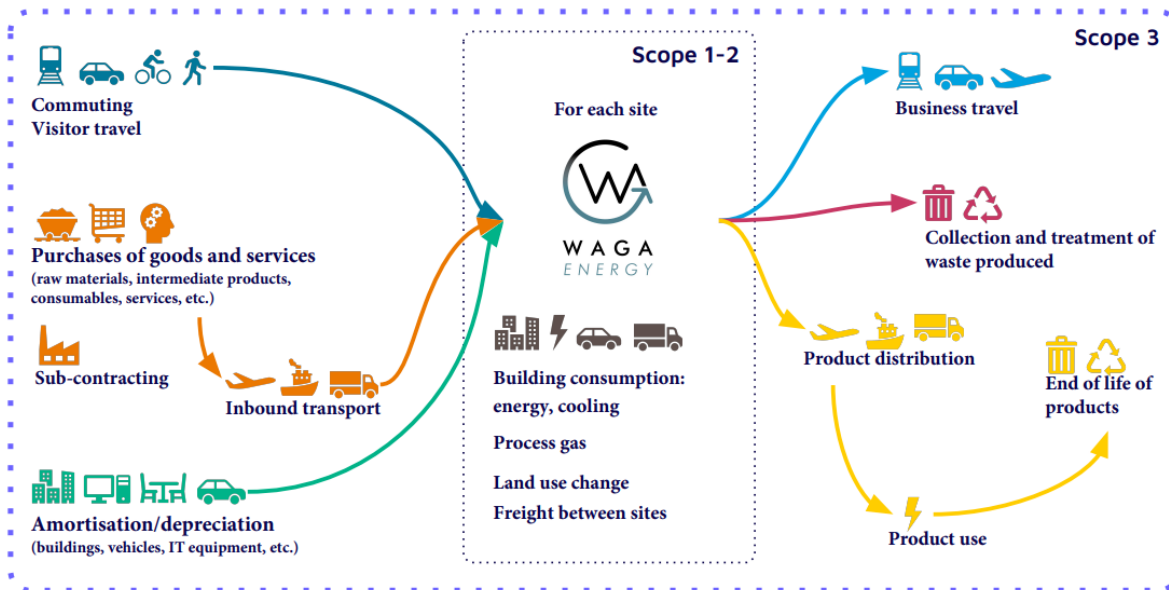 Scope 3
Scope 1-2
Commuting
Visitor travel
Purchases of goods and services
(raw materials, intermediate products,
consumables, services, etc.)
Sub-contracting
Inbound transport
Amortisation/depreciation
(buildings, vehicles, IT equipment, etc.)
For each site
WAGA
ENERGY
Building consumption:
energy, cooling
Process gas
Land use change
Freight between sites
Business travel
Collection and treatment of
waste produced
Product distribution
End of life of
products
Product use